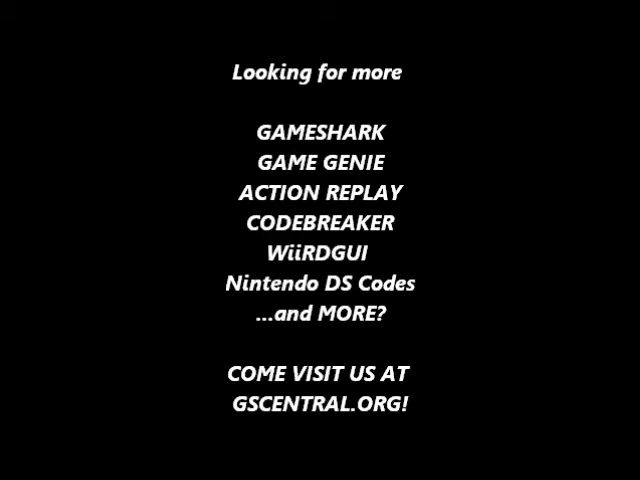 Looking for more
GAMESHARK
GAME GENIE
ACTION REPLAY
CODEBREAKER
WiiRDGUI
Nintendo DS Codes
...and MORE?
COME VISIT US AT
GSCENTRAL.ORG!